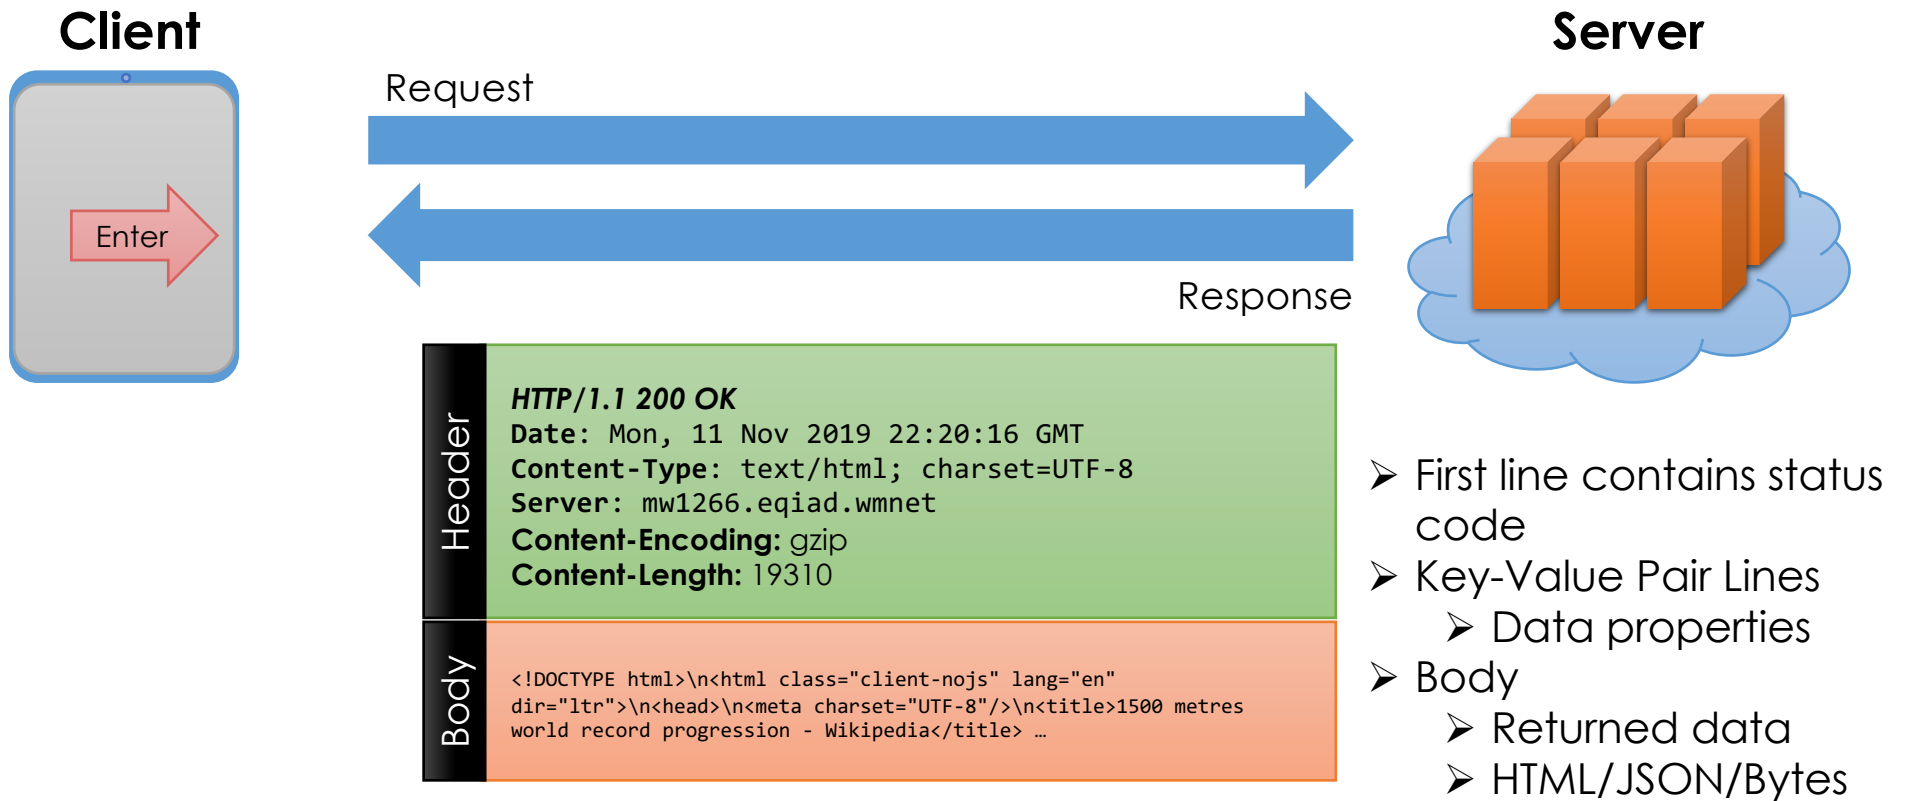 Client
Server
Request
Enter
Response
Header
HTTP/1.1 200 OK
Date: Mon, 11 Nov 2019 22:20:16 GMT
Content-Type: text/html; charset=UTF-8
Server: mw1266.eqiad.wmnet
Content-Encoding: gzip
Content-Length: 19310
Body
<!DOCTYPE html>\n<html class="client-nojs" lang="en"
dir="ltr">\n<head>\n<meta charset="UTF-8"/>\n<title>1500 metres
world record progression - Wikipedia</title> …
➢ First line contains status
code
➢ Key-Value Pair Lines
➢ Data properties
➢ Body
➢ Returned data
➢ HTML/JSON/Bytes